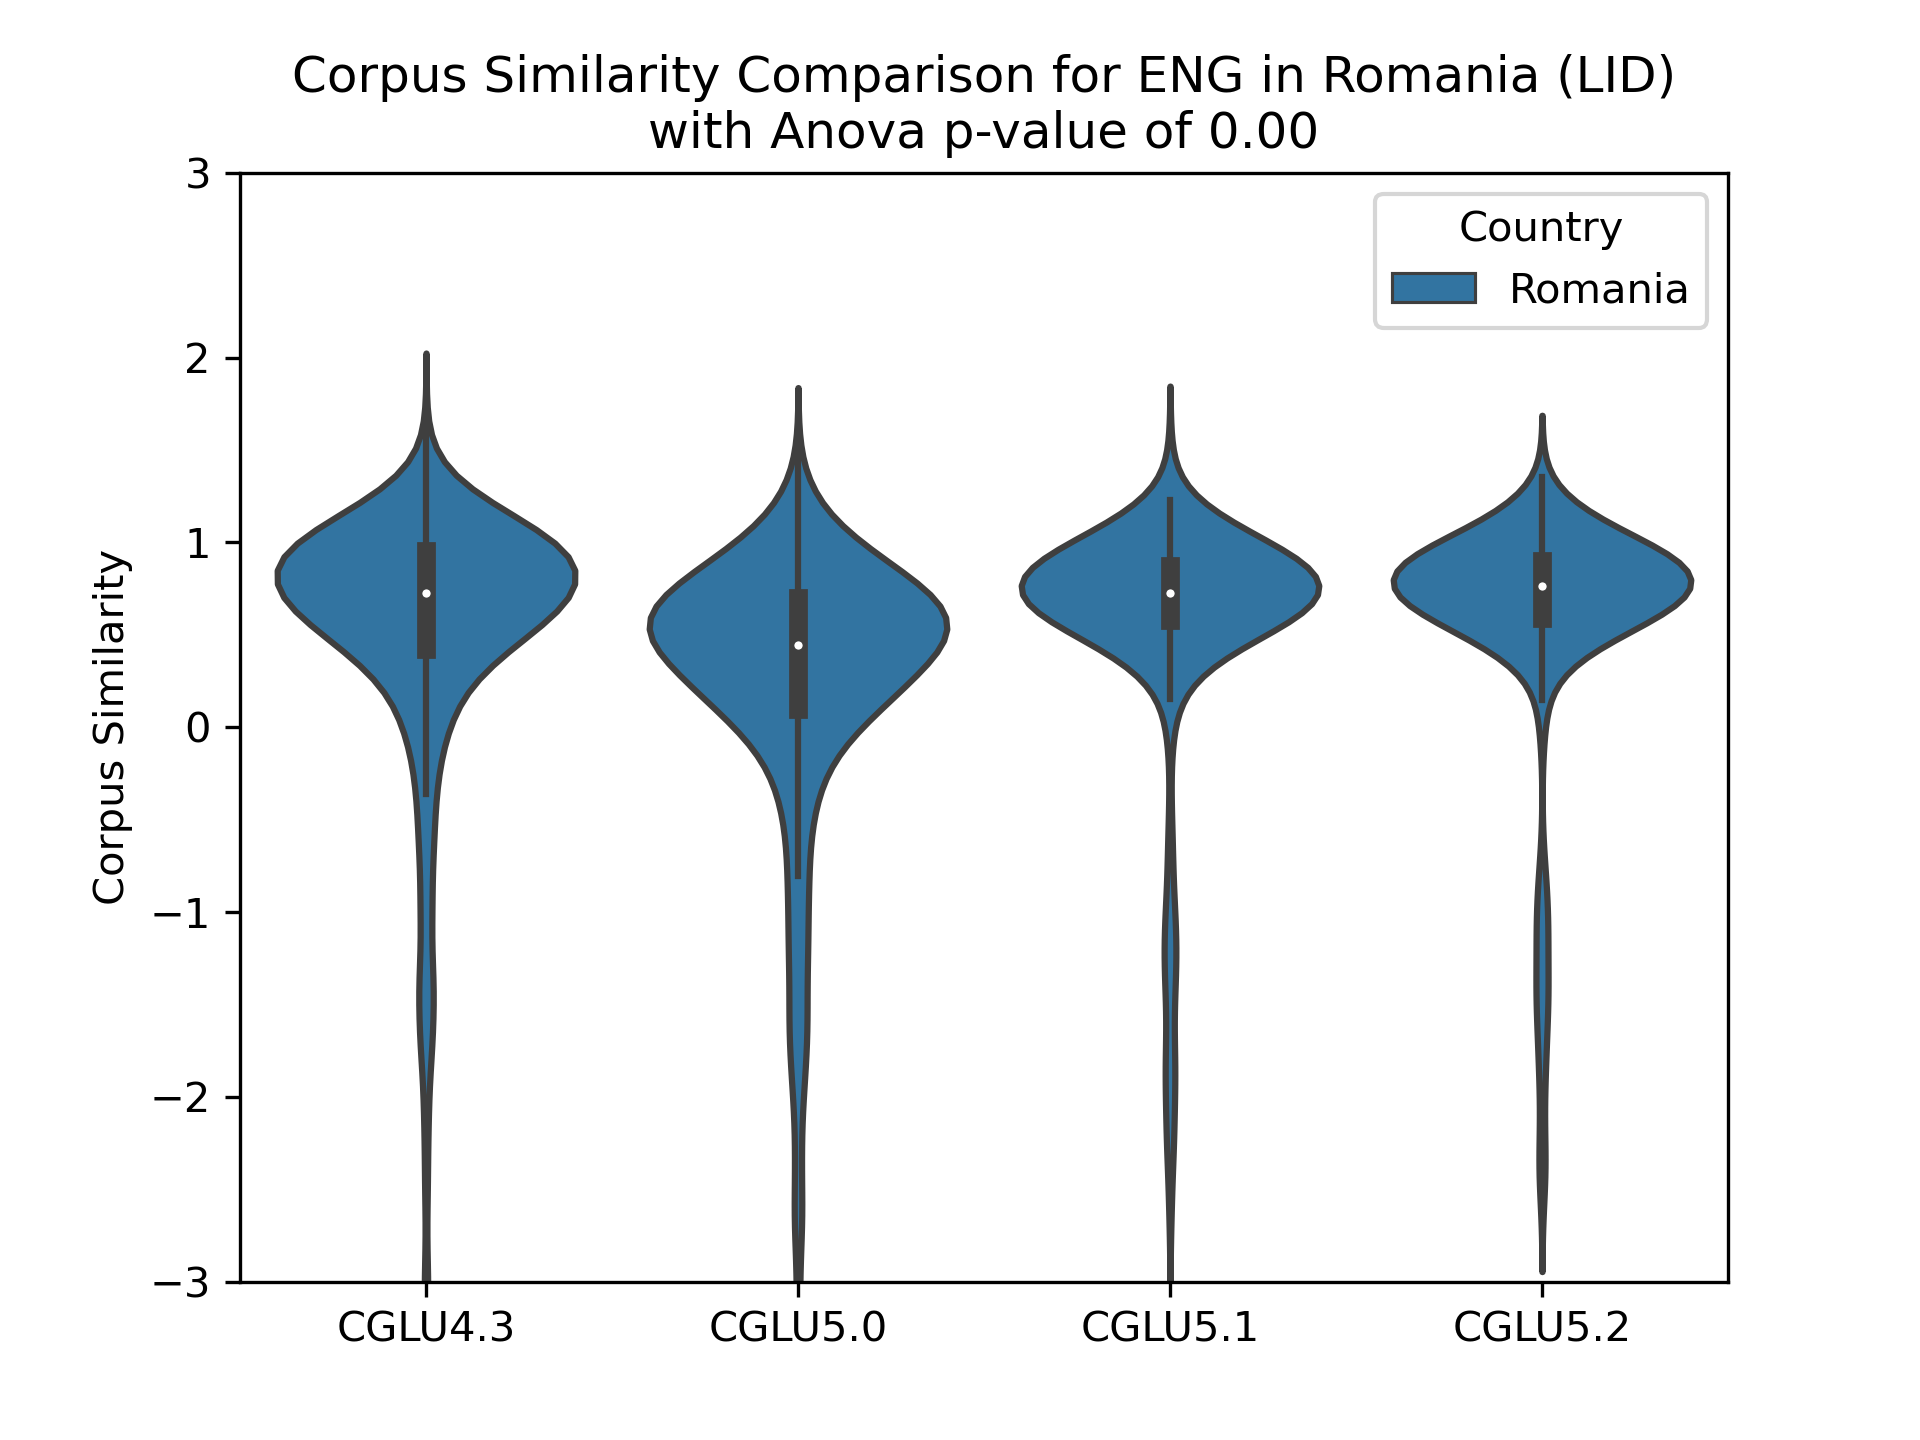 Corpus Similarity Comparison for ENG in Romania (LID)
with Anova p-value of 0.00
Country
Romania
Corpus Similarity
3
2
1
0
−1
−2
−3
CGLU4.3
CGLU5.0
CGLU5.1
CGLU5.2